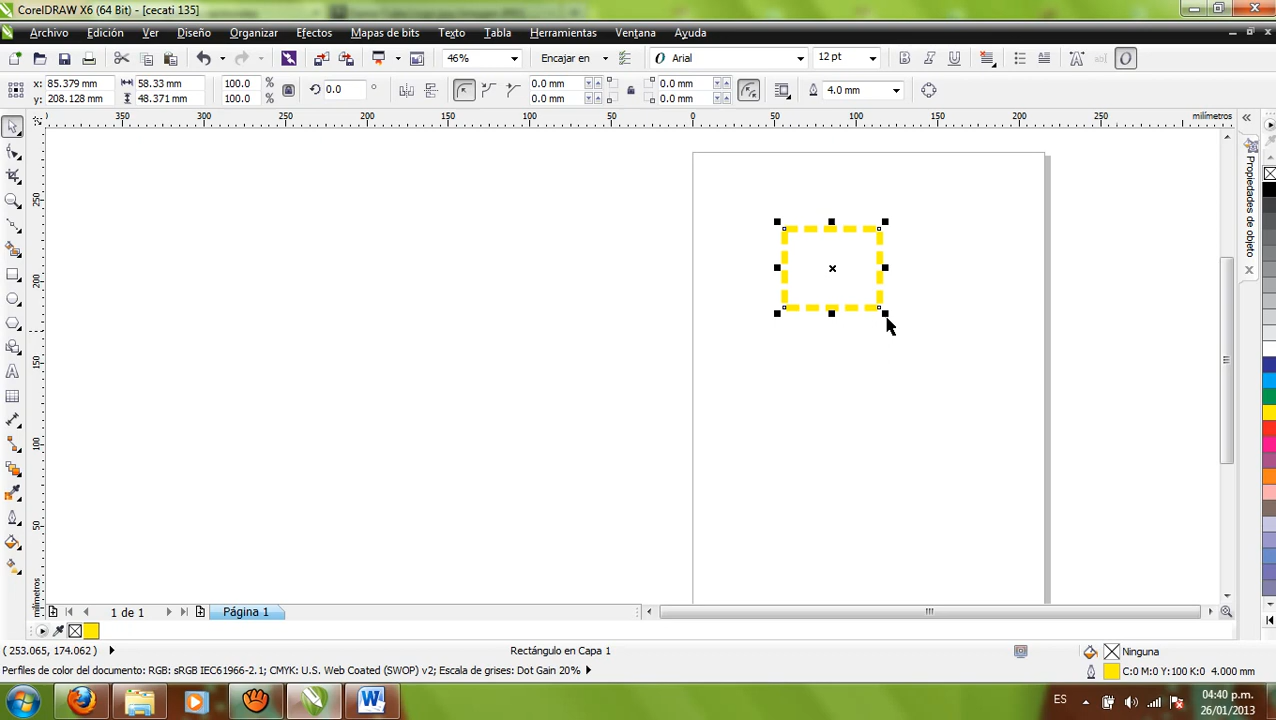 CorelDRAW X6 (64 Bit) - [cecati 135]
Archivo Edición Ver Diseño Organizar Efectos Mapas de bits Texto Tabla Herramientas Ventana Ayuda
46% Encajar en Arial 12 pt
x: 85.379 mm 58.33 mm 100.0 % 0.0 ° 0.0 mm 0.0 mm 4.0 mm
y: 208.128 mm 48.371 mm 100.0 % 0.0 mm 0.0 mm
350 300 250 200 150 100 50 0 50 100 150 200 250 milímetros
250
200
150
100
50
milímetros
Propiedades de objeto
1 de 1 Página 1
(253.065, 174.062) Rectángulo en Capa 1 Ninguna
Perfiles de color del documento: RGB: sRGB IEC61966-2.1; CMYK: U.S. Web Coated (SWOP) v2; Escala de grises: Dot Gain 20% C:0 M:0 Y:100 K:0 4.000 mm
ES 04:40 p.m.
26/01/2013